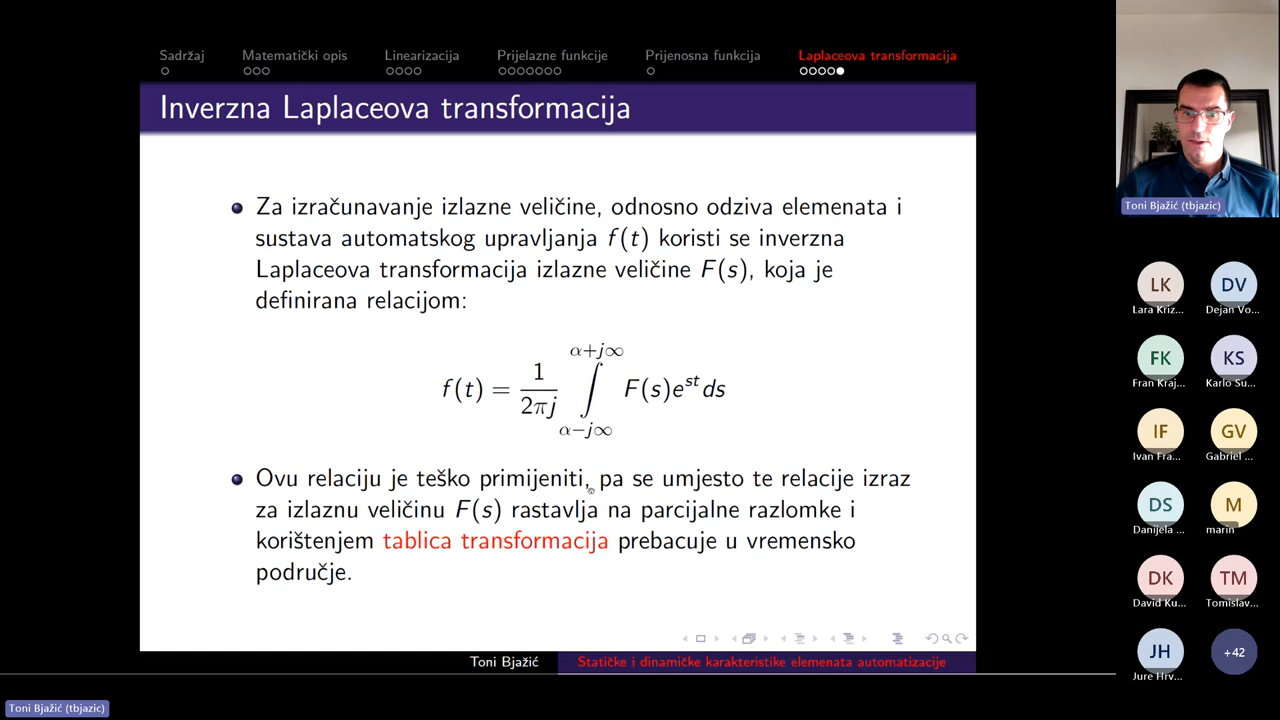 Sadržaj
Matematički opis
Linearizacija
Prijelazne funkcije
Prijenosna funkcija
Laplaceova transformacija
Inverzna Laplaceova transformacija
Za izračunavanje izlazne veličine, odnosno odziva elemenata i
sustava automatskog upravljanja f(t) koristi se inverzna
Laplaceova transformacija izlazne veličine F(s), koja je
definirana relacijom:
f(t) = \frac{1}{2πj} \int_{α−j∞}^{α+j∞} F(s)e^{st}ds
Ovu relaciju je teško primijeniti, pa se umjesto te relacije izraz
za izlaznu veličinu F(s) rastavlja na parcijalne razlomke i
korištenjem tablica transformacija prebacuje u vremensko
područje.
Toni Bjažić
Statičke i dinamičke karakteristike elemenata automatizacije
Toni Bjažić (tbjazic)
LK
Lara Kriz...
DV
Dejan Vo...
FK
Fran Kraj...
KS
Karlo Su...
IF
Ivan Fra...
GV
Gabriel ...
DS
Danijela ...
M
marin
DK
David Ku...
TM
Tomislav...
JH
Jure Hrv...
+42
Toni Bjažić (tbjazic)